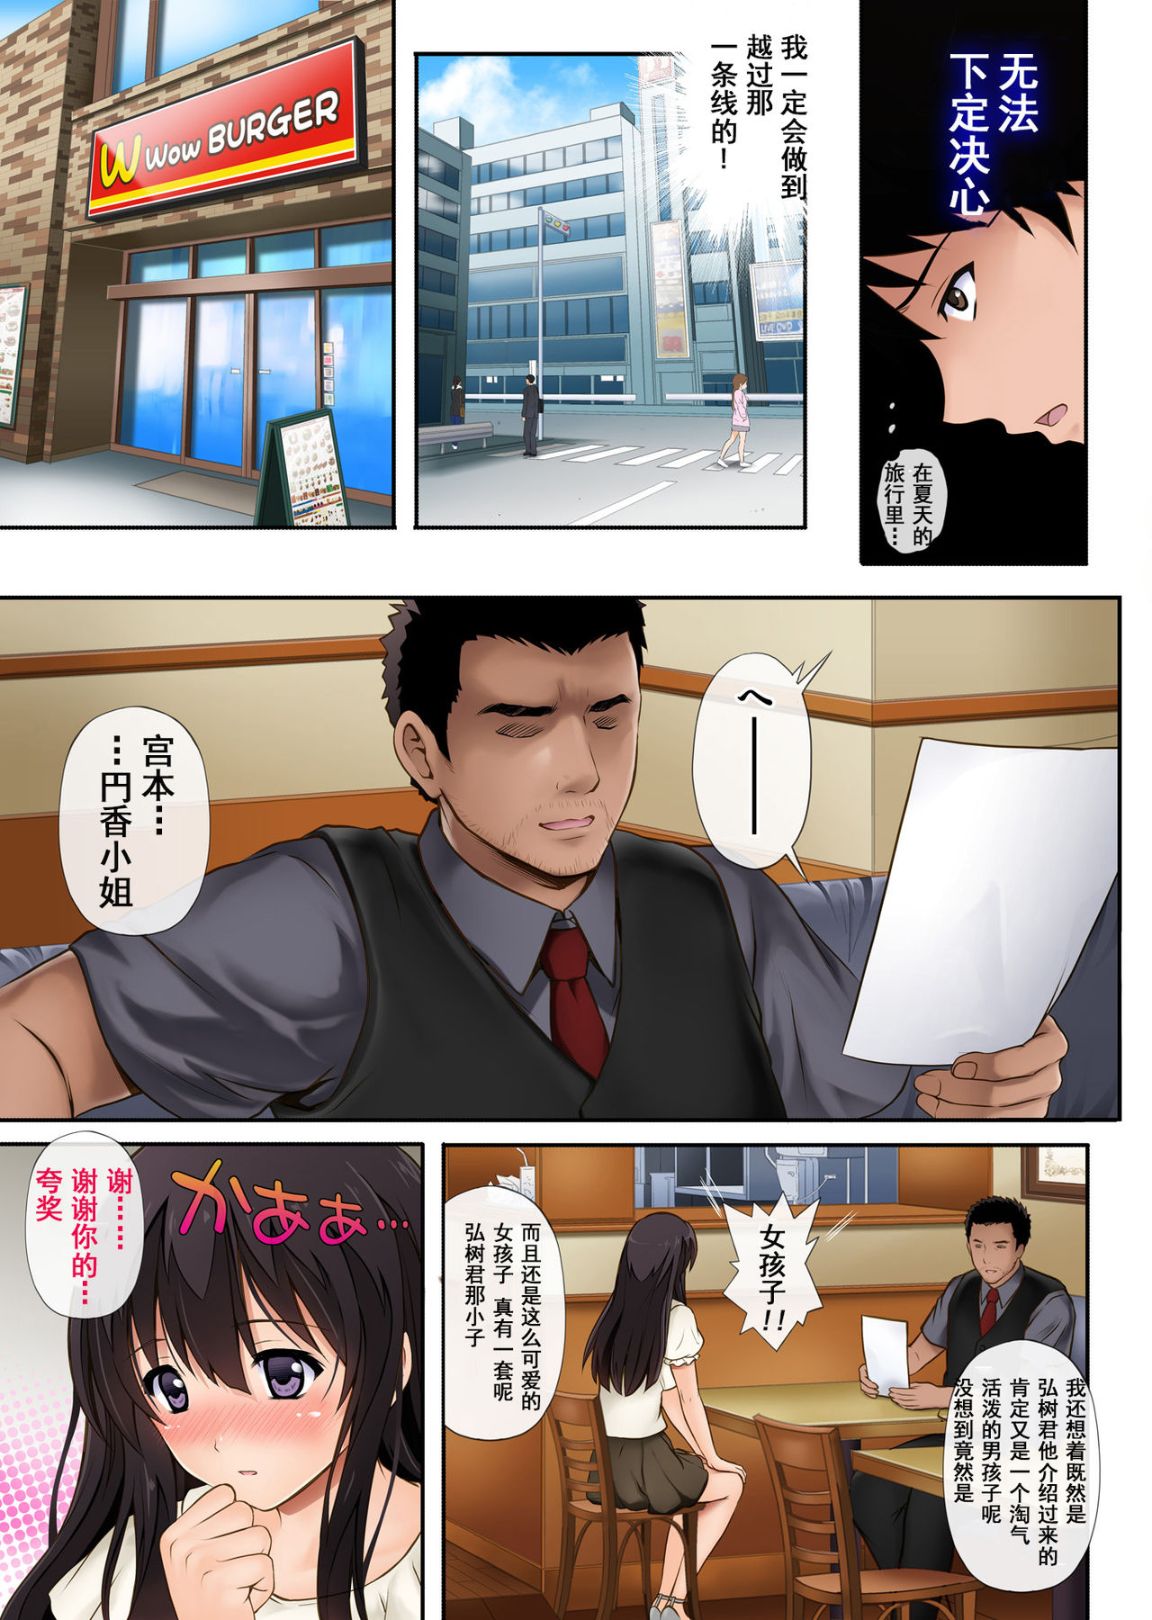 无法
下定决心
在夏天的
旅行里…
我一定会做到
越过那
一条线的！
W Wow BURGER
へ——
宫本…
…円香小姐
我还想着既然是
弘树君他介绍过来的
肯定又是一个淘气
活泼的男孩子呢
没想到竟然是
女孩子!!
而且还是这么可爱的
女孩子 真有一套呢
弘树君那小子
かあぁ…
谢……
谢谢你的…
夸奖